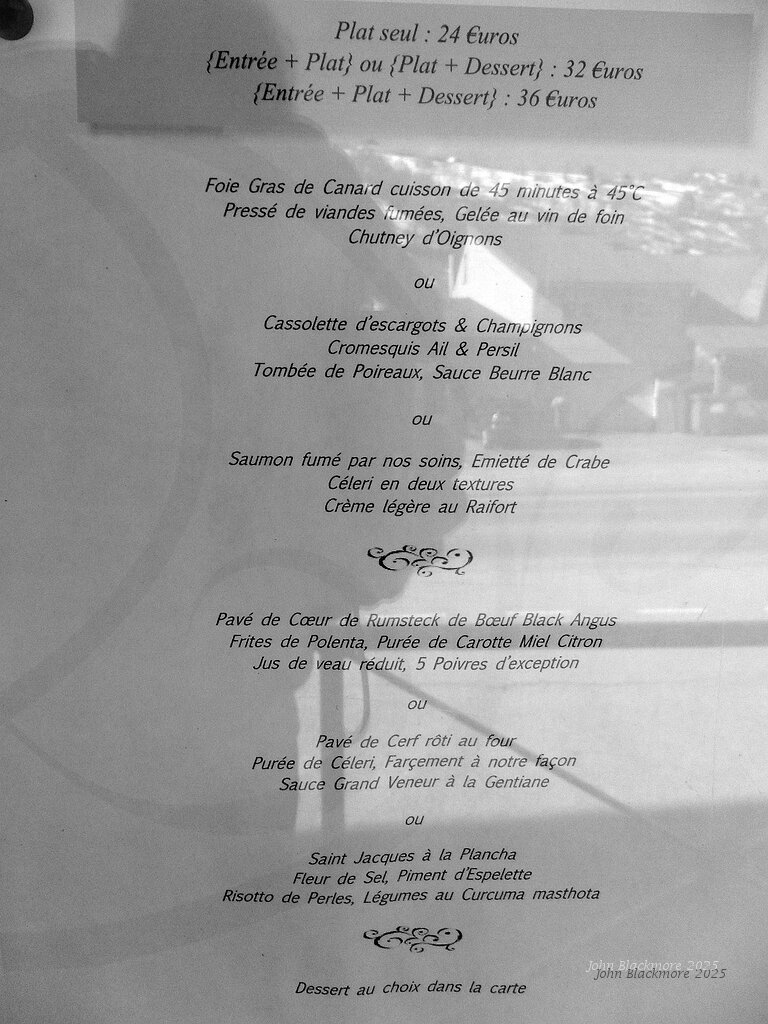 Plat seul : 24 €uros
{Entrée + Plat} ou {Plat + Dessert} : 32 €uros
{Entrée + Plat + Dessert} : 36 €uros
Foie Gras de Canard cuisson de 45 minutes à 45°C
Pressé de viandes fumées, Gelée au vin de foin
Chutney d'Oignons
ou
Cassolette d'escargots & Champignons
Cromesquis Ail & Persil
Tombée de Poireaux, Sauce Beurre Blanc
ou
Saumon fumé par nos soins, Emietté de Crabe
Céleri en deux textures
Crème légère au Raifort
Pavé de Cœur de Rumsteck de Bœuf Black Angus
Frites de Polenta, Purée de Carotte Miel Citron
Jus de veau réduit, 5 Poivres d'exception
ou
Pavé de Cerf rôti au four
Purée de Céleri, Farçement à notre façon
Sauce Grand Veneur à la Gentiane
ou
Saint Jacques à la Plancha
Fleur de Sel, Piment d'Espelette
Risotto de Perles, Légumes au Curcuma masthota
Dessert au choix dans la carte
John Blackmore 2025
John Blackmore 2025